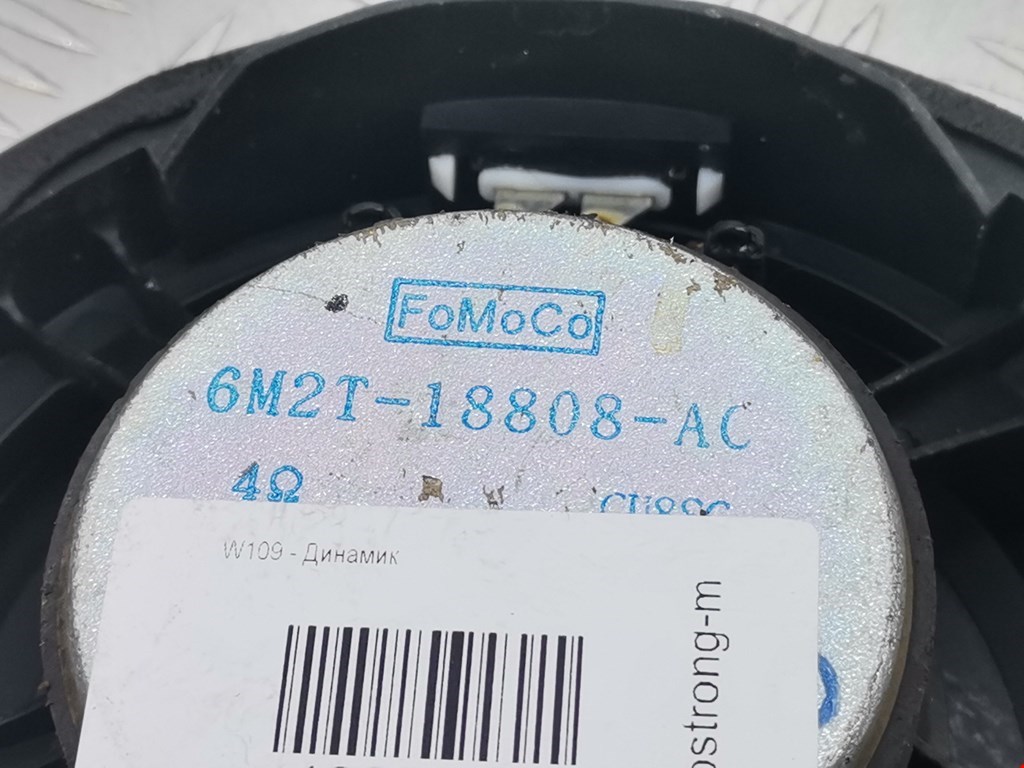 FoMoCo
6M2T-18808-AC
4Ω
W109 - Динамик
ostrong-m